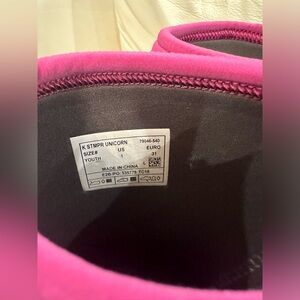 K STMPR UNICORN 79046-540
SIZE# US EURO
YOUTH 1 31
MADE IN CHINA